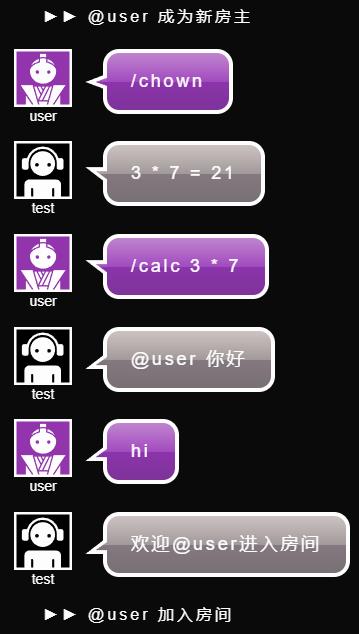 ►► @user 成为新房主
/chown
user
3 * 7 = 21
test
/calc 3 * 7
user
@user 你好
test
hi
user
欢迎@user进入房间
test
►► @user 加入房间